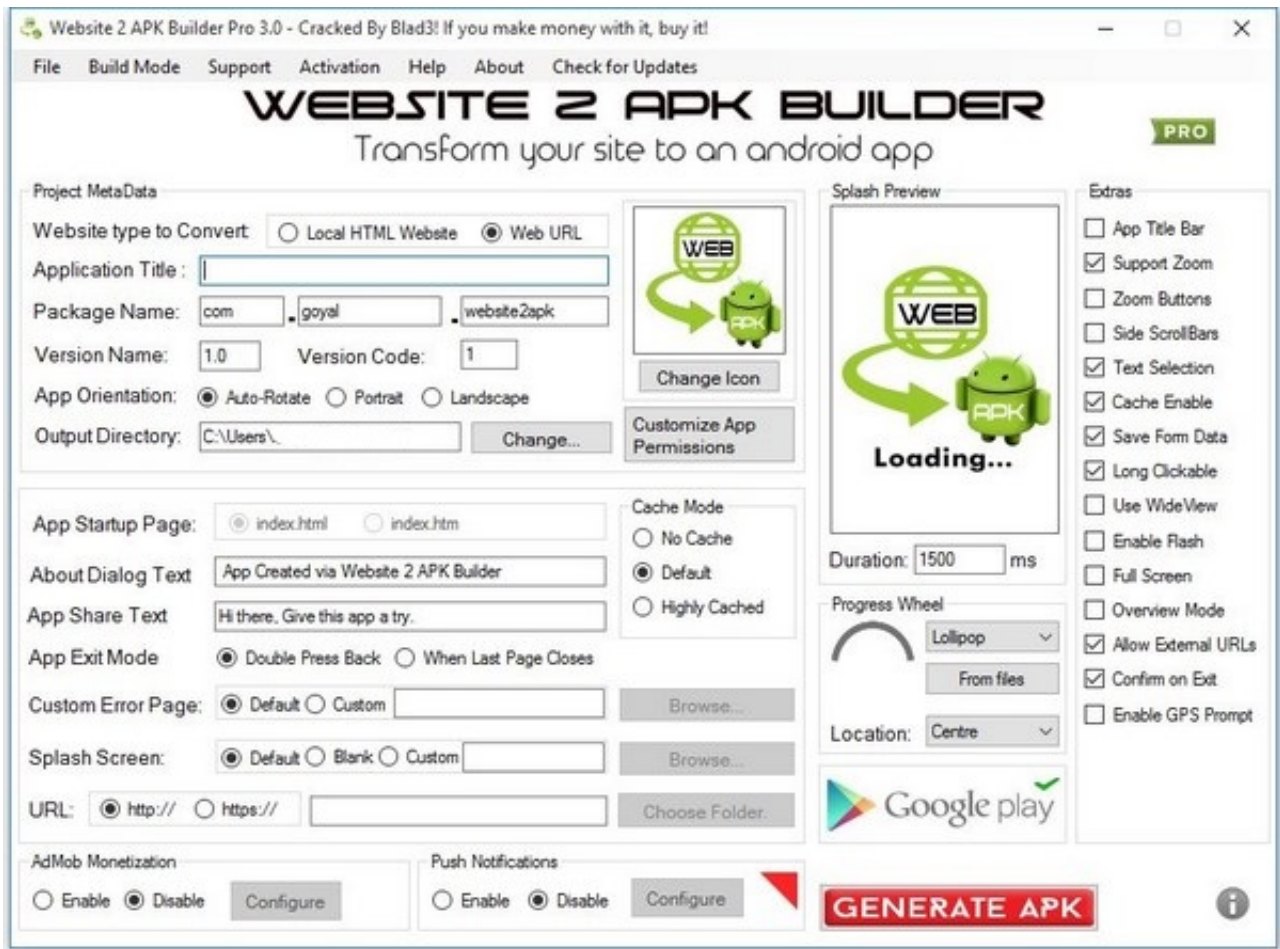 Website 2 APK Builder Pro 3.0 - Cracked By Blad3! If you make money with it, buy it!
File Build Mode Support Activation Help About Check for Updates
WEBSITE 2 APK BUILDER
Transform your site to an android app
PRO
Project MetaData
Website type to Convert Local HTML Website Web URL
Application Title :
Package Name: com . goyal . website2apk
Version Name: 1.0 Version Code: 1
App Orientation: Auto-Rotate Portrait Landscape
Output Directory: C:\Users\.. Change...
WEB
APK
Change Icon
Customize App
Permissions
App Startup Page: index.html index.htm
About Dialog Text App Created via Website 2 APK Builder
App Share Text Hi there, Give this app a try.
App Exit Mode Double Press Back When Last Page Closes
Custom Error Page: Default Custom Browse...
Splash Screen: Default Blank Custom Browse...
URL: http:// https:// Choose Folder.
Cache Mode
No Cache
Default
Highly Cached
AdMob Monetization
Enable Disable Configure
Push Notifications
Enable Disable Configure
Splash Preview
WEB
APK
Loading...
Duration: 1500 ms
Progress Wheel
Lollipop
From files
Location: Centre
Google play
GENERATE APK
Extras
App Title Bar
Support Zoom
Zoom Buttons
Side ScrollBars
Text Selection
Cache Enable
Save Form Data
Long Clickable
Use WideView
Enable Flash
Full Screen
Overview Mode
Allow External URLs
Confirm on Exit
Enable GPS Prompt